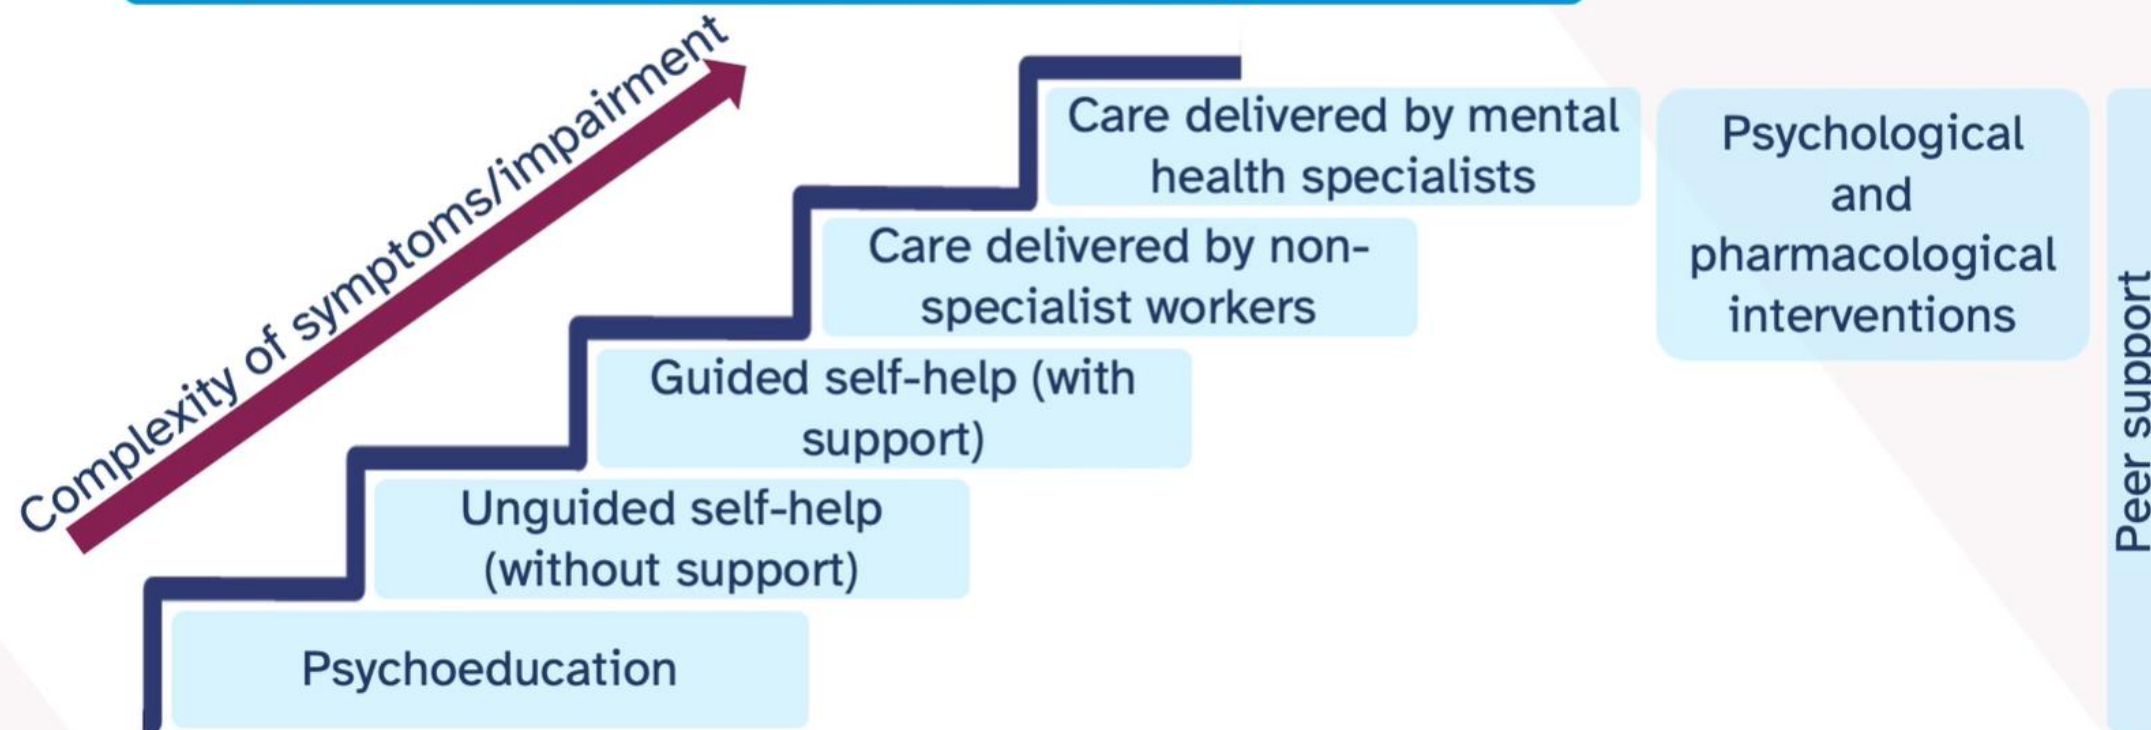 Complexity of symptoms/impairment
Care delivered by mental
health specialists
Psychological
and
pharmacological
interventions
Care delivered by non-
specialist workers
Guided self-help (with
support)
Unguided self-help
(without support)
Psychoeducation
Peer support